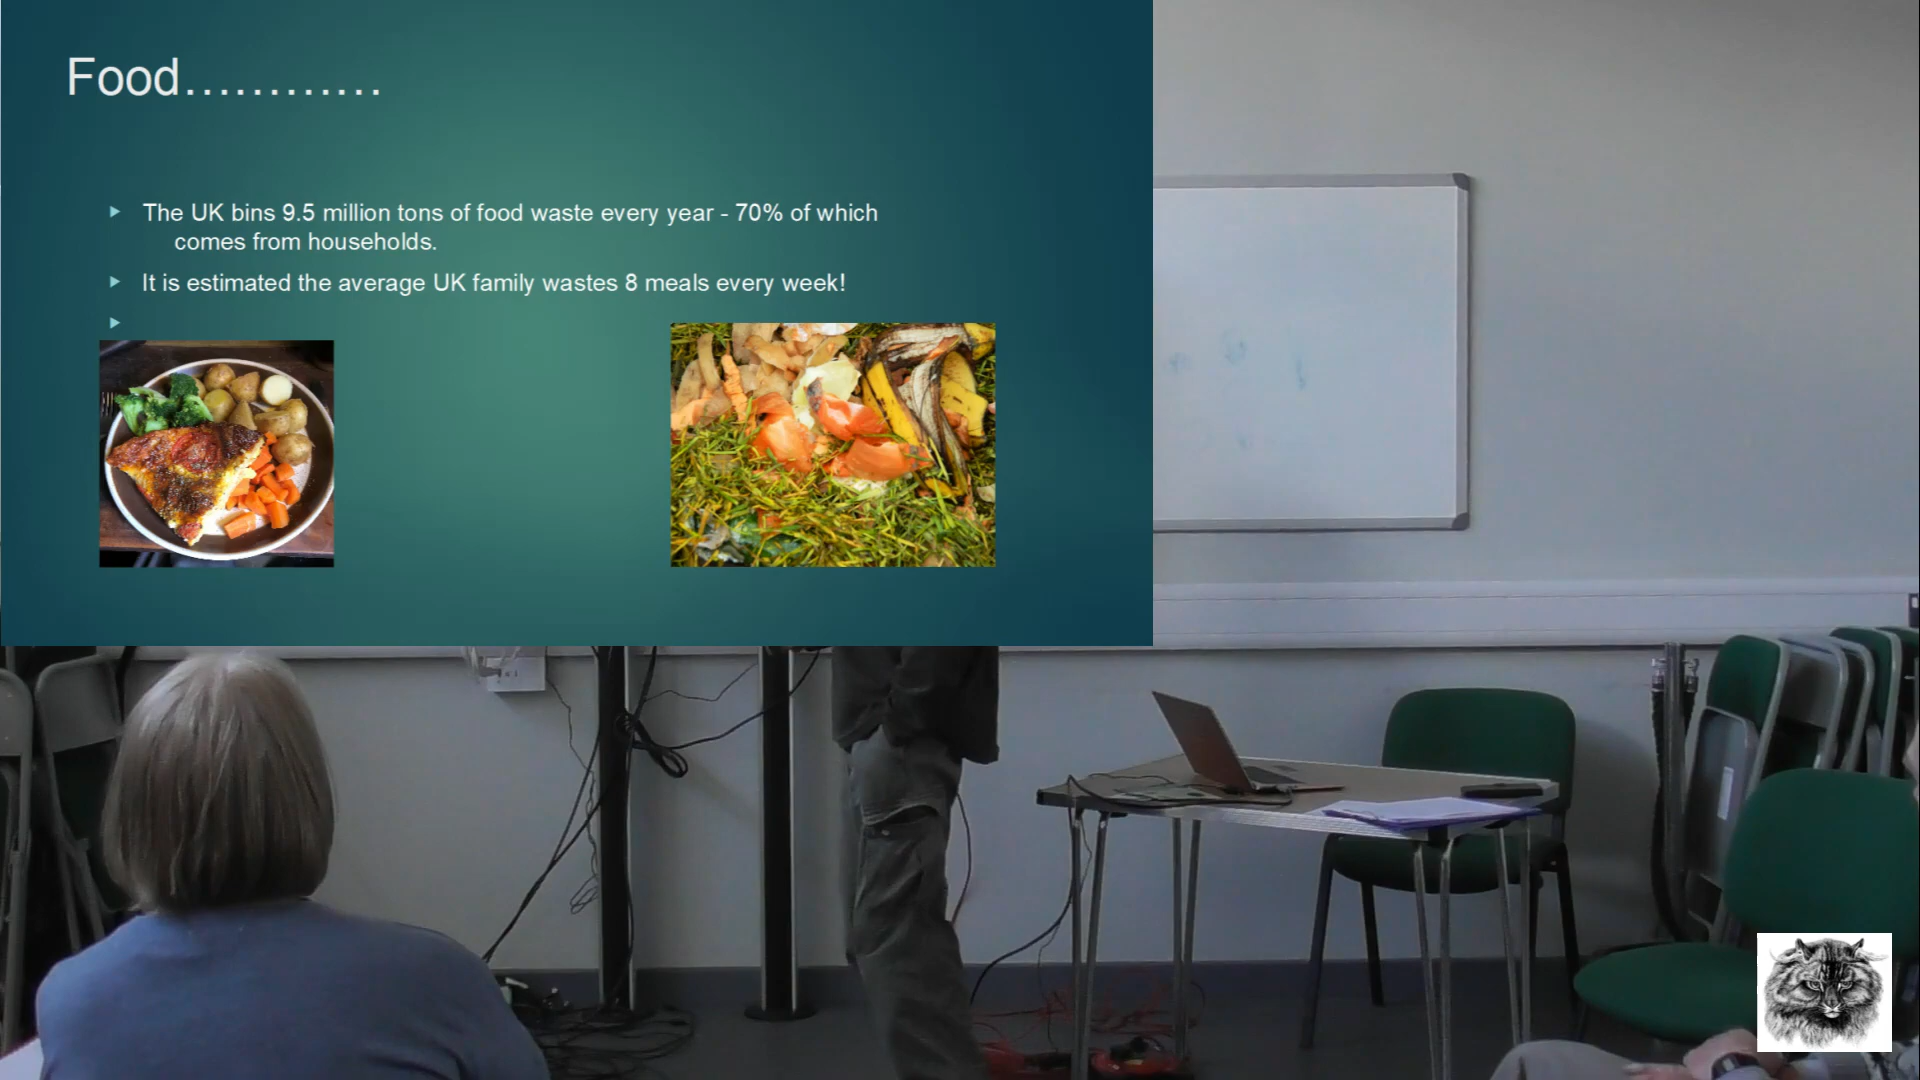 Food…………
The UK bins 9.5 million tons of food waste every year - 70% of which
comes from households.
It is estimated the average UK family wastes 8 meals every week!